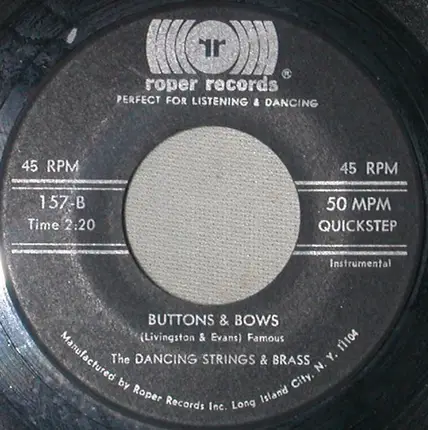 rr
roper records®
PERFECT FOR LISTENING & DANCING
45 RPM
45 RPM
157-B
Time 2:20
50 MPM
QUICKSTEP
Instrumental
BUTTONS & BOWS
(Livingston & Evans) Famous
The DANCING STRINGS & BRASS
Manufactured by Roper Records Inc. Long Island City, N. Y. 11104